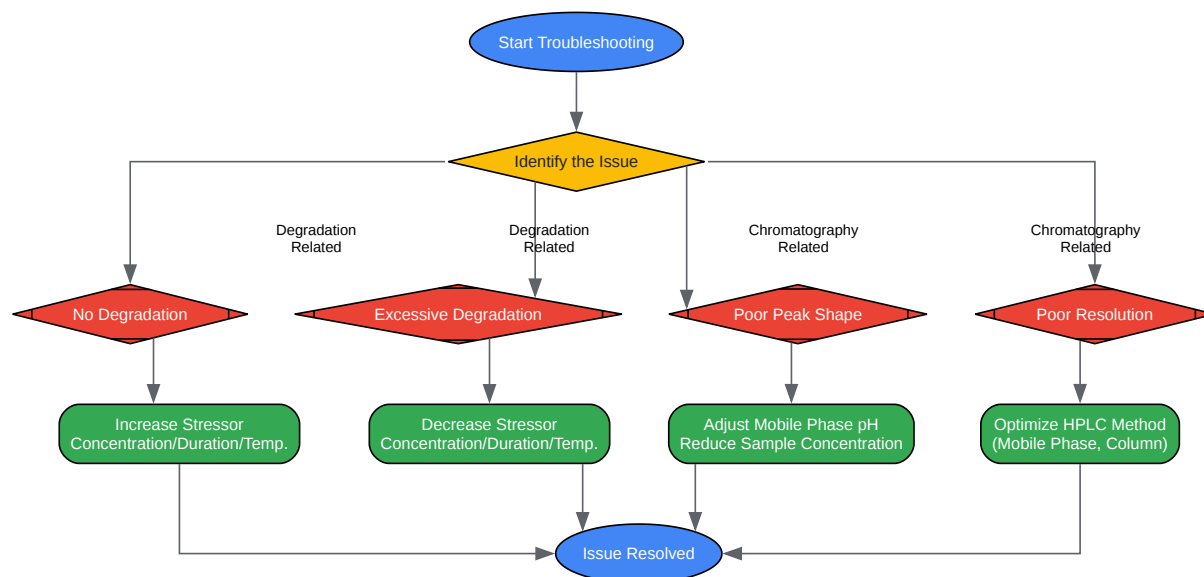 Start Troubleshooting
Identify the Issue
Degradation
Related
Degradation
Related
Chromatography
Related
Chromatography
Related
No Degradation
Excessive Degradation
Poor Peak Shape
Poor Resolution
Increase Stressor
Concentration/Duration/Temp.
Decrease Stressor
Concentration/Duration/Temp.
Adjust Mobile Phase pH
Reduce Sample Concentration
Optimize HPLC Method
(Mobile Phase, Column)
Issue Resolved